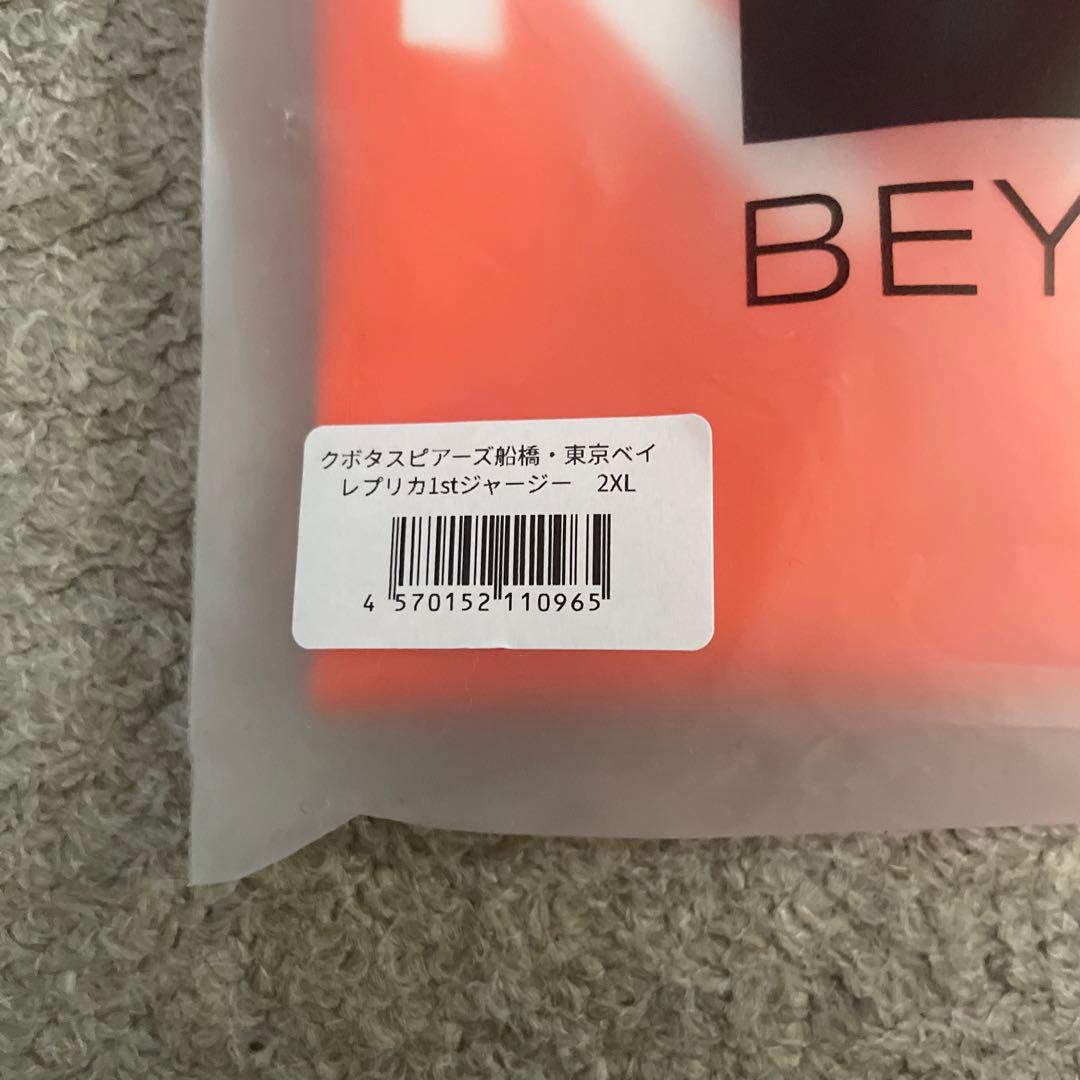 BEY
クボタスピアーズ船橋・東京ベイ
レプリカ1stジャージー　2XL
4 570152 110965